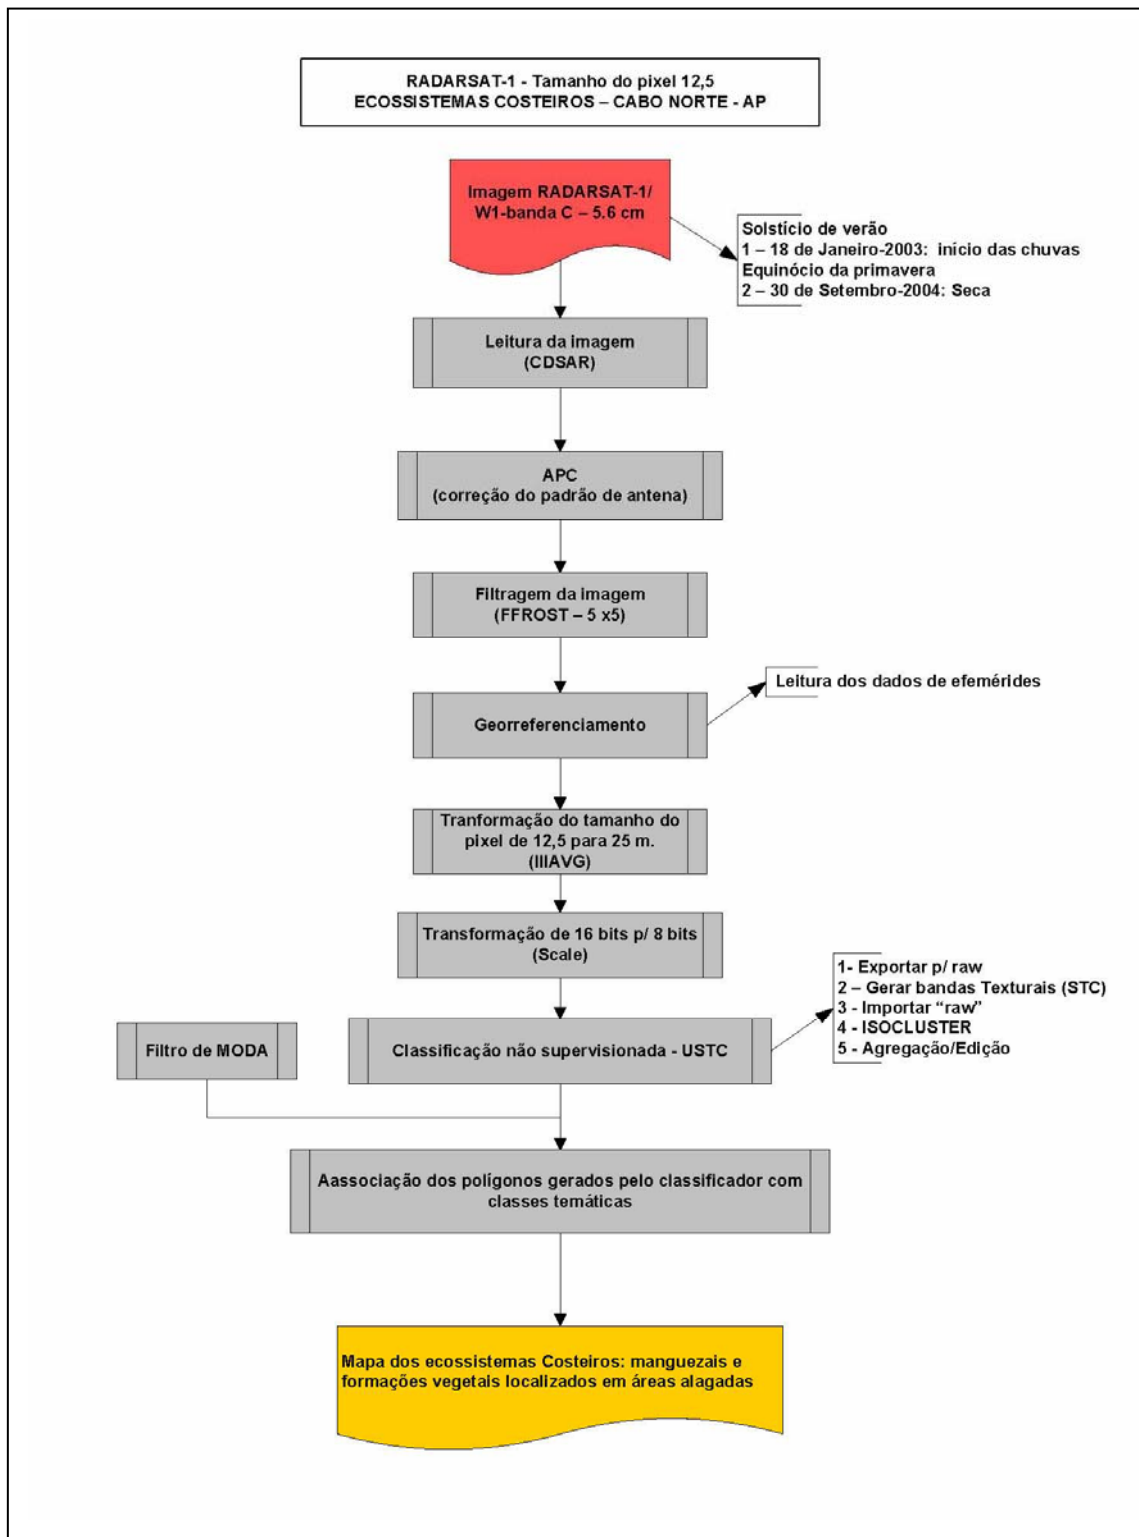 RADARSAT-1 - Tamanho do pixel 12,5
ECOSSISTEMAS COSTEIROS – CABO NORTE - AP
Imagem RADARSAT-1/
W1-banda C – 5.6 cm
Solstício de verão
1 – 18 de Janeiro-2003: início das chuvas
Equinócio da primavera
2 – 30 de Setembro-2004: Seca
Leitura da imagem
(CDSAR)
APC
(correção do padrão de antena)
Filtragem da imagem
(FFROST – 5 x5)
Georreferenciamento
Leitura dos dados de efemérides
Tranformação do tamanho do
pixel de 12,5 para 25 m.
(IIIAVG)
Transformação de 16 bits p/ 8 bits
(Scale)
1- Exportar p/ raw
2 – Gerar bandas Texturais (STC)
3 - Importar “raw”
4 - ISOCLUSTER
5 - Agregação/Edição
Filtro de MODA
Classificação não supervisionada - USTC
Aassociação dos polígonos gerados pelo classificador com
classes temáticas
Mapa dos ecossistemas Costeiros: manguezais e
formações vegetais localizados em áreas alagadas